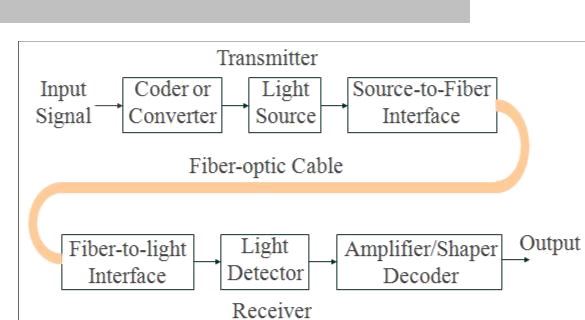 Transmitter
Input
Signal
Coder or
Converter
Light
Source
Source-to-Fiber
Interface
Fiber-optic Cable
Fiber-to-light
Interface
Light
Detector
Amplifier/Shaper
Decoder
Output
Receiver